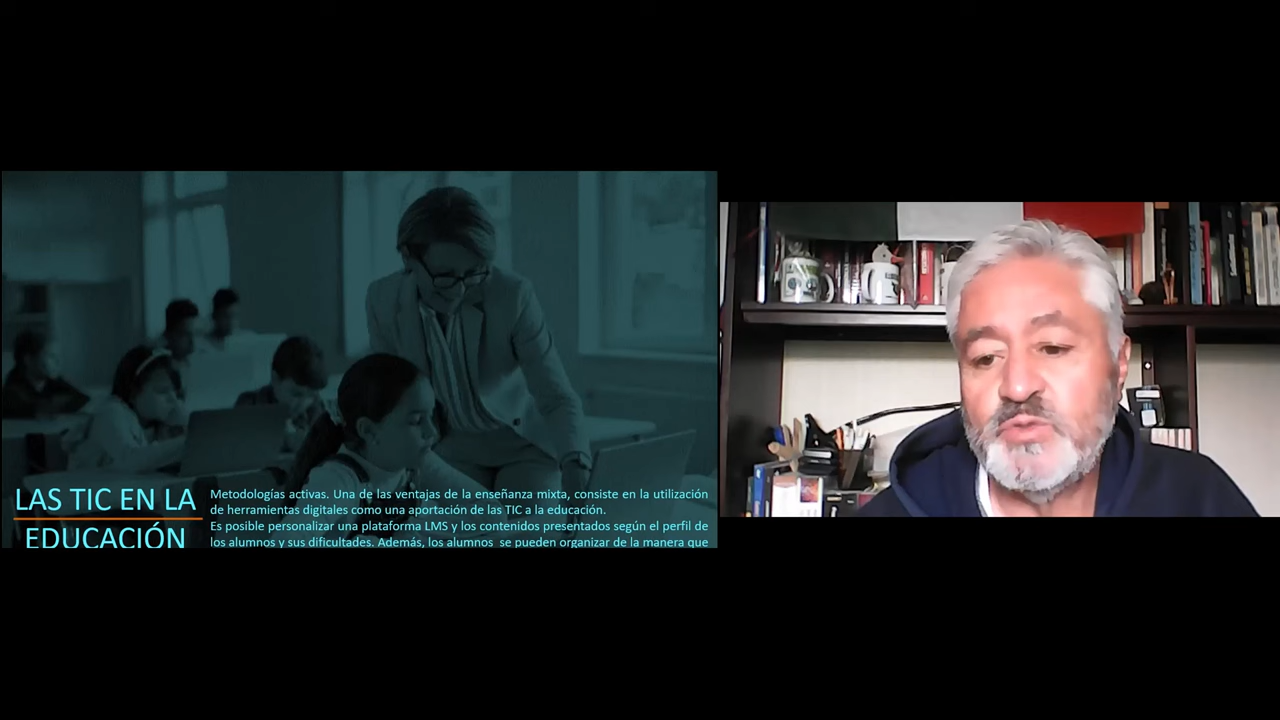 LAS TIC EN LA
EDUCACIÓN
Metodologías activas. Una de las ventajas de la enseñanza mixta, consiste en la utilización
de herramientas digitales como una aportación de las TIC a la educación.
Es posible personalizar una plataforma LMS y los contenidos presentados según el perfil de
los alumnos y sus dificultades. Además, los alumnos se pueden organizar de la manera que